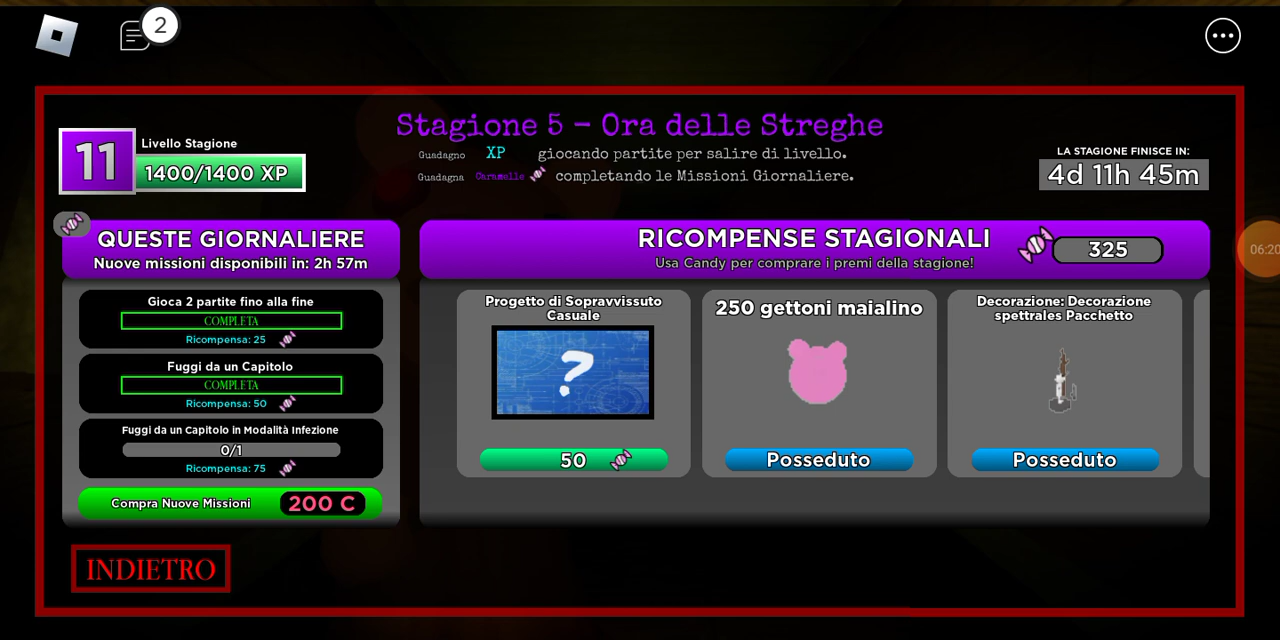 2
Stagione 5 - Ora delle Streghe
Guadagno XP giocando partite per salire di livello.
Guadagna Caramelle completando le Missioni Giornaliere.
11
Livello Stagione
1400/1400 XP
LA STAGIONE FINISCE IN:
4d 11h 45m
QUESTE GIORNALIERE
Nuove missioni disponibili in: 2h 57m
Gioca 2 partite fino alla fine
COMPLETA
Ricompensa: 25
Fuggi da un Capitolo
COMPLETA
Ricompensa: 50
Fuggi da un Capitolo in Modalità Infezione
0/1
Ricompensa: 75
Compra Nuove Missioni 200 C
RICOMPENSE STAGIONALI
Usa Candy per comprare i premi della stagione!
325
Progetto di Sopravvissuto
Casuale
?
50
250 gettoni maialino
Posseduto
Decorazione: Decorazione
spettrales Pacchetto
Posseduto
06:20
INDIETRO